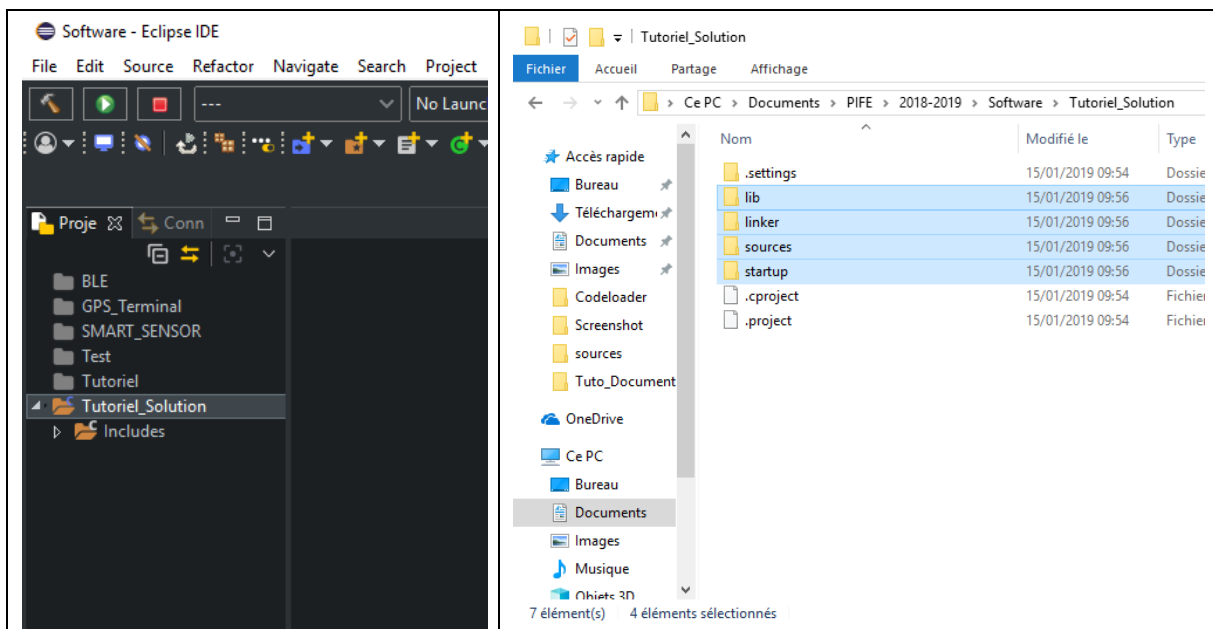 Software - Eclipse IDE
File Edit Source Refactor Navigate Search Project
--- No Launc
Proje Conn
BLE
GPS_Terminal
SMART_SENSOR
Test
Tutoriel
Tutoriel_Solution
Includes
Tutoriel_Solution
Fichier Accueil Partage Affichage
Ce PC > Documents > PIFE > 2018-2019 > Software > Tutoriel_Solution
Accès rapide
Bureau
Téléchargem
Documents
Images
Codeloader
Screenshot
sources
Tuto_Document
OneDrive
Ce PC
Bureau
Documents
Images
Musique
Objets 3D
Nom Modifié le Type
.settings 15/01/2019 09:54 Dossie
lib 15/01/2019 09:56 Dossie
linker 15/01/2019 09:56 Dossie
sources 15/01/2019 09:56 Dossie
startup 15/01/2019 09:56 Dossie
.cproject 15/01/2019 09:54 Fichier
.project 15/01/2019 09:54 Fichier
7 élément(s) 4 éléments sélectionnés